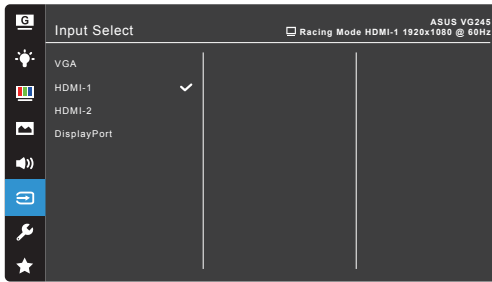 G
Input Select
ASUS VG245
Racing Mode HDMI-1 1920x1080 @ 60Hz
VGA
HDMI-1
HDMI-2
DisplayPort